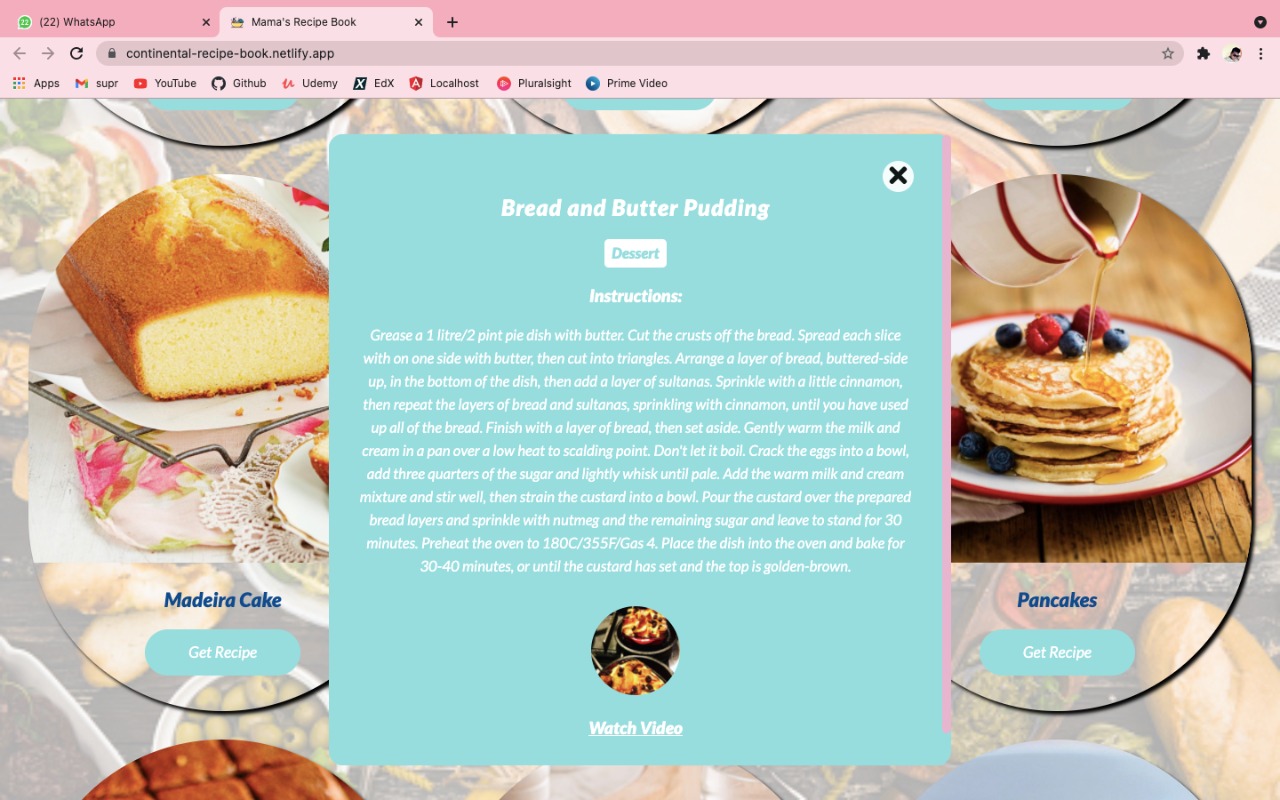 (22) WhatsApp
Mama's Recipe Book
continental-recipe-book.netlify.app
Apps
supr
YouTube
Github
Udemy
EdX
Localhost
Pluralsight
Prime Video
Bread and Butter Pudding
Dessert
Instructions:
Grease a 1 litre/2 pint pie dish with butter. Cut the crusts off the bread. Spread each slice
with on one side with butter, then cut into triangles. Arrange a layer of bread, buttered-side
up, in the bottom of the dish, then add a layer of sultanas. Sprinkle with a little cinnamon,
then repeat the layers of bread and sultanas, sprinkling with cinnamon, until you have used
up all of the bread. Finish with a layer of bread, then set aside. Gently warm the milk and
cream in a pan over a low heat to scalding point. Don't let it boil. Crack the eggs into a bowl,
add three quarters of the sugar and lightly whisk until pale. Add the warm milk and cream
mixture and stir well, then strain the custard into a bowl. Pour the custard over the prepared
bread layers and sprinkle with nutmeg and the remaining sugar and leave to stand for 30
minutes. Preheat the oven to 180C/355F/Gas 4. Place the dish into the oven and bake for
30-40 minutes, or until the custard has set and the top is golden-brown.
Watch Video
Madeira Cake
Get Recipe
Pancakes
Get Recipe